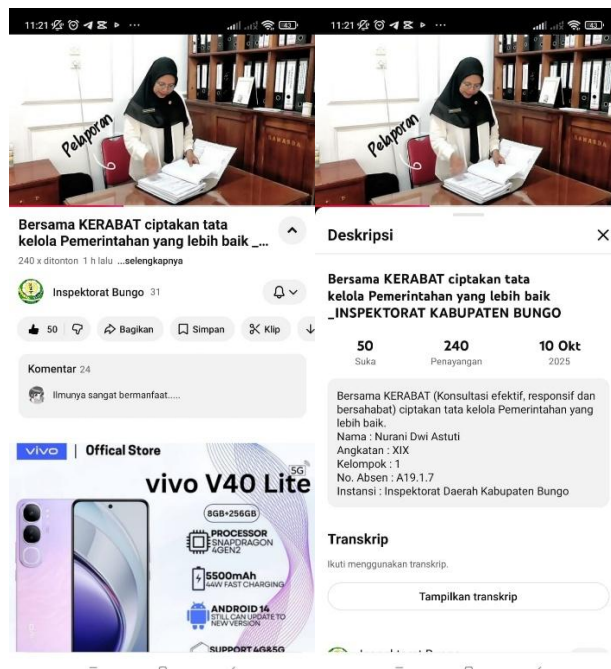 11:21
43
Pelaporan
Bersama KERABAT ciptakan tata
kelola Pemerintahan yang lebih baik _...
240 x ditonton 1 h lalu ...selengkapnya
Inspektorat Bungo 31
50
Bagikan
Simpan
Klip
Komentar 24
Ilmunya sangat bermanfaat.....
vivo | Offical Store
vivo V40 Lite
5G
8GB+256GB
PROCESSOR
SNAPDRAGON
4GEN2
5500mAh
44W FAST CHARGING
ANDROID 14
STILL CAN UPDATE TO
NEW VERSION
SUPPORT 4G&5G
11:21
43
Pelaporan
Deskripsi
Bersama KERABAT ciptakan tata
kelola Pemerintahan yang lebih baik
_INSPEKTORAT KABUPATEN BUNGO
50 240 10 Okt
Suka Penayangan 2025
Bersama KERABAT (Konsultasi efektif, responsif dan
bersahabat) ciptakan tata kelola Pemerintahan yang
lebih baik.
Nama : Nurani Dwi Astuti
Angkatan : XIX
Kelompok : 1
No. Absen : A19.1.7
Instansi : Inspektorat Daerah Kabupaten Bungo
Transkrip
Ikuti menggunakan transkrip.
Tampilkan transkrip